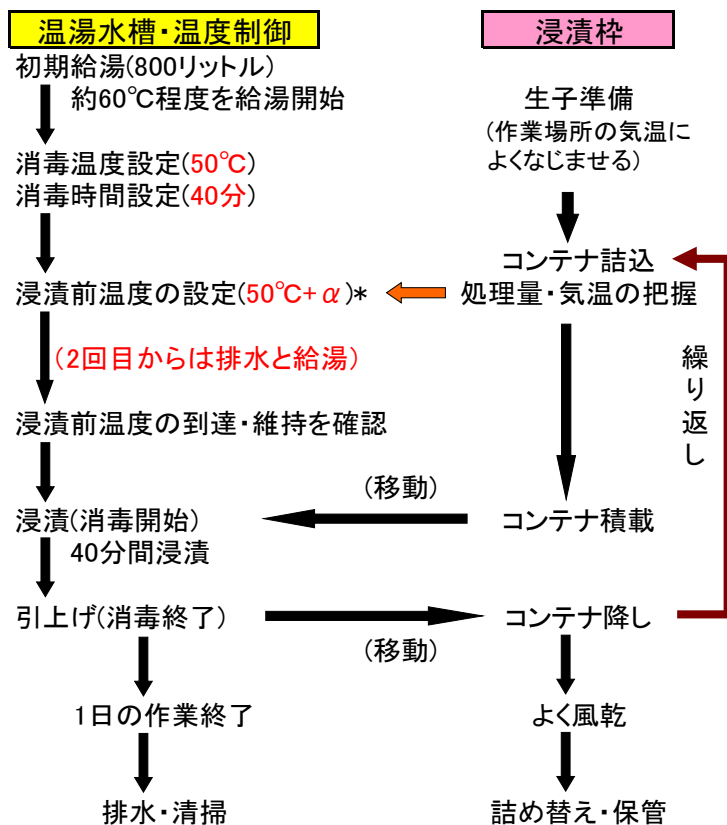 温湯水槽・温度制御
初期給湯(800リットル)
約60℃程度を給湯開始
消毒温度設定(50℃)
消毒時間設定(40分)
浸漬前温度の設定(50℃+α)*
(2回目からは排水と給湯)
浸漬前温度の到達・維持を確認
浸漬(消毒開始)
40分間浸漬
引上げ(消毒終了)
1日の作業終了
排水・清掃
浸漬枠
生子準備
(作業場所の気温に
よくなじませる)
コンテナ詰込
処理量・気温の把握
繰り返し
(移動)
コンテナ積載
コンテナ降し
(移動)
よく風乾
詰め替え・保管